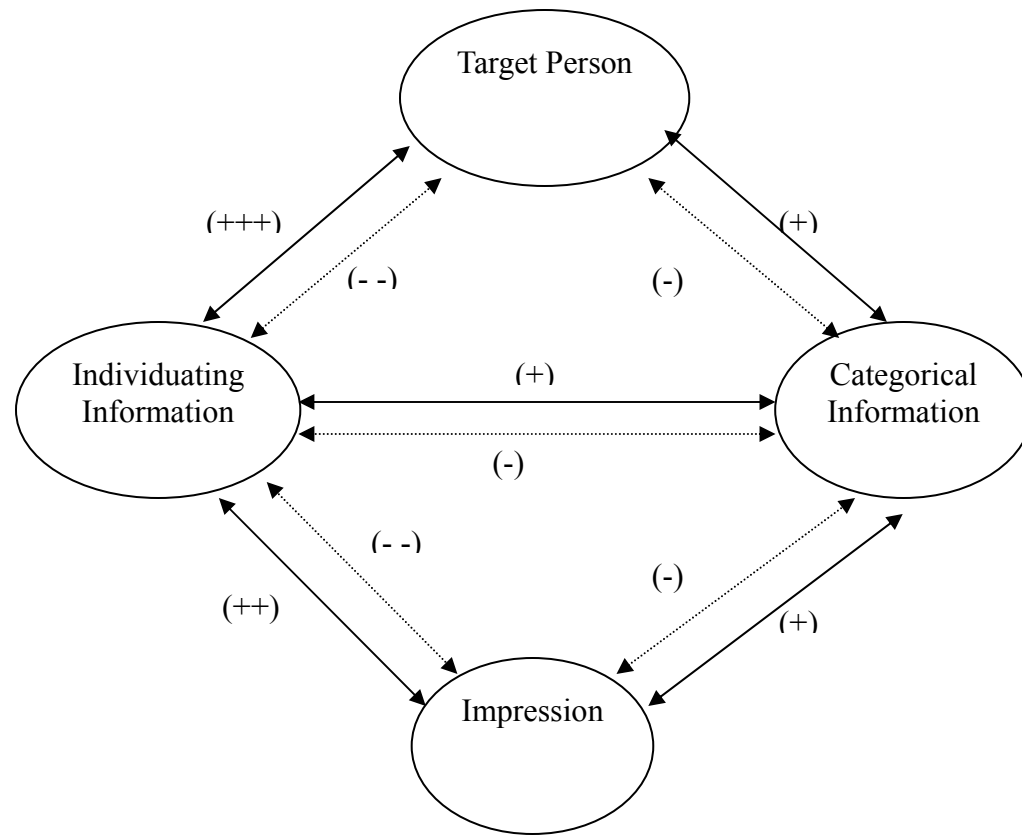 Target Person
(+++)
(+)
(- -)
(-)
Individuating
Information
(+)
Categorical
Information
(-)
(- -)
(-)
(++)
(+)
Impression